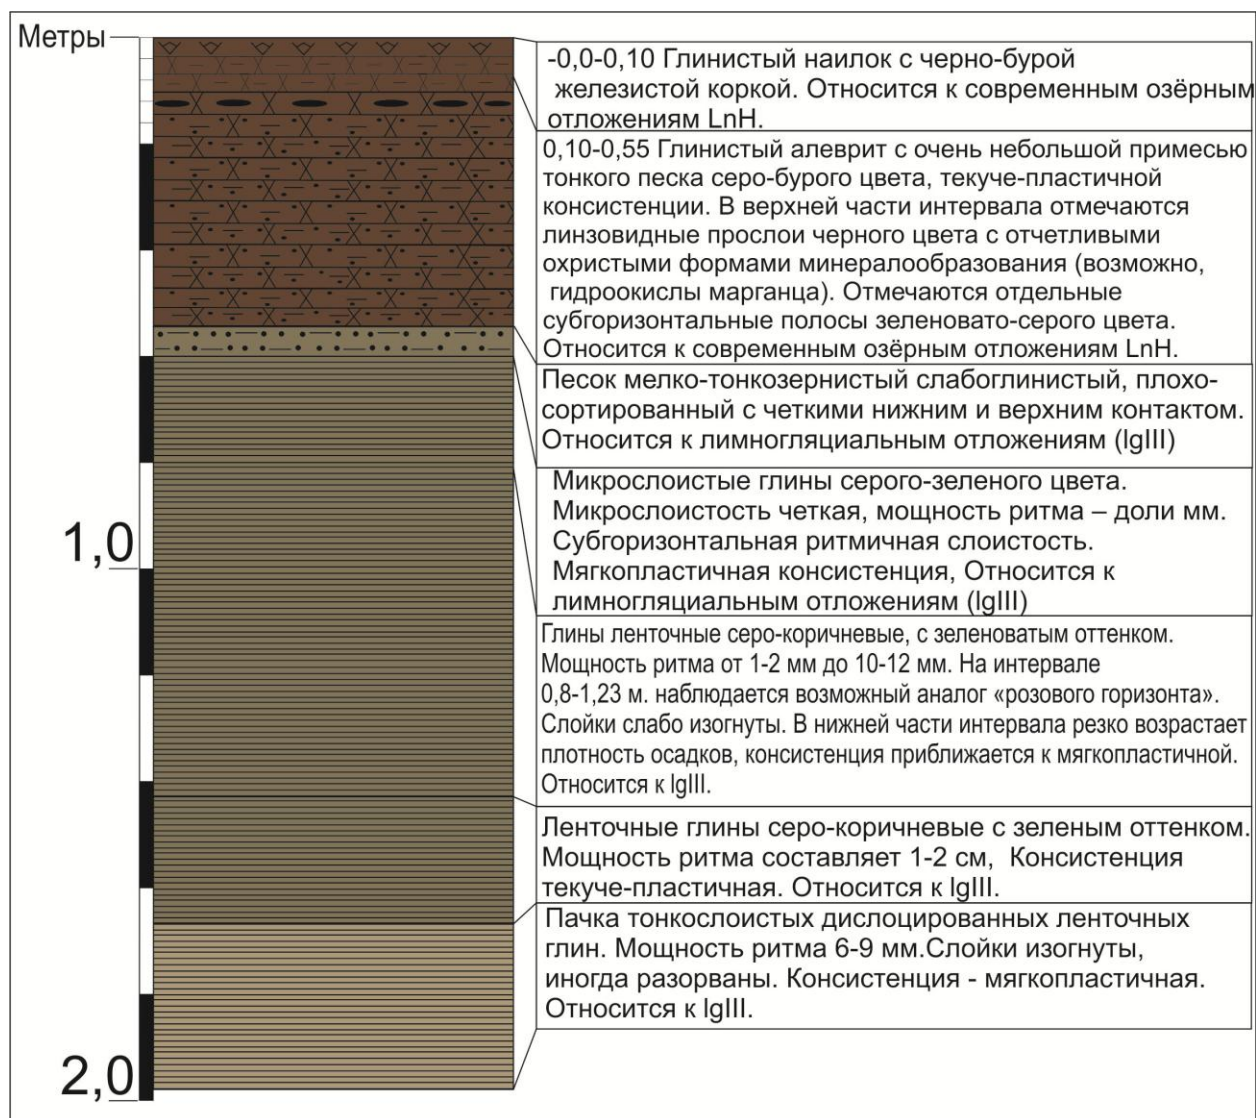 Метры
-0,0-0,10 Глинистый наилок с черно-бурой
железистой коркой. Относится к современным озёрным
отложениям LnH.
0,10-0,55 Глинистый алеврит с очень небольшой примесью
тонкого песка серо-бурого цвета, текуче-пластичной
консистенции. В верхней части интервала отмечаются
линзовидные прослои черного цвета с отчетливыми
охристыми формами минералообразования (возможно,
гидроокислы марганца). Отмечаются отдельные
субгоризонтальные полосы зеленовато-серого цвета.
Относится к современным озёрным отложениям LnH.
Песок мелко-тонкозернистый слабоглинистый, плохо-
сортированный с четкими нижним и верхним контактом.
Относится к лимногляциальным отложениям (lgIII)
Микрослоистые глины серого-зеленого цвета.
Микрослоистость четкая, мощность ритма – доли мм.
Субгоризонтальная ритмичная слоистость.
Мягкопластичная консистенция, Относится к
лимногляциальным отложениям (lgIII)
1,0
Глины ленточные серо-коричневые, с зеленоватым оттенком.
Мощность ритма от 1-2 мм до 10-12 мм. На интервале
0,8-1,23 м. наблюдается возможный аналог «розового горизонта».
Слойки слабо изогнуты. В нижней части интервала резко возрастает
плотность осадков, консистенция приближается к мягкопластичной.
Относится к lgIII.
Ленточные глины серо-коричневые с зеленым оттенком.
Мощность ритма составляет 1-2 см, Консистенция
текуче-пластичная. Относится к lgIII.
Пачка тонкослоистых дислоцированных ленточных
глин. Мощность ритма 6-9 мм.Слойки изогнуты,
иногда разорваны. Консистенция - мягкопластичная.
Относится к lgIII.
2,0